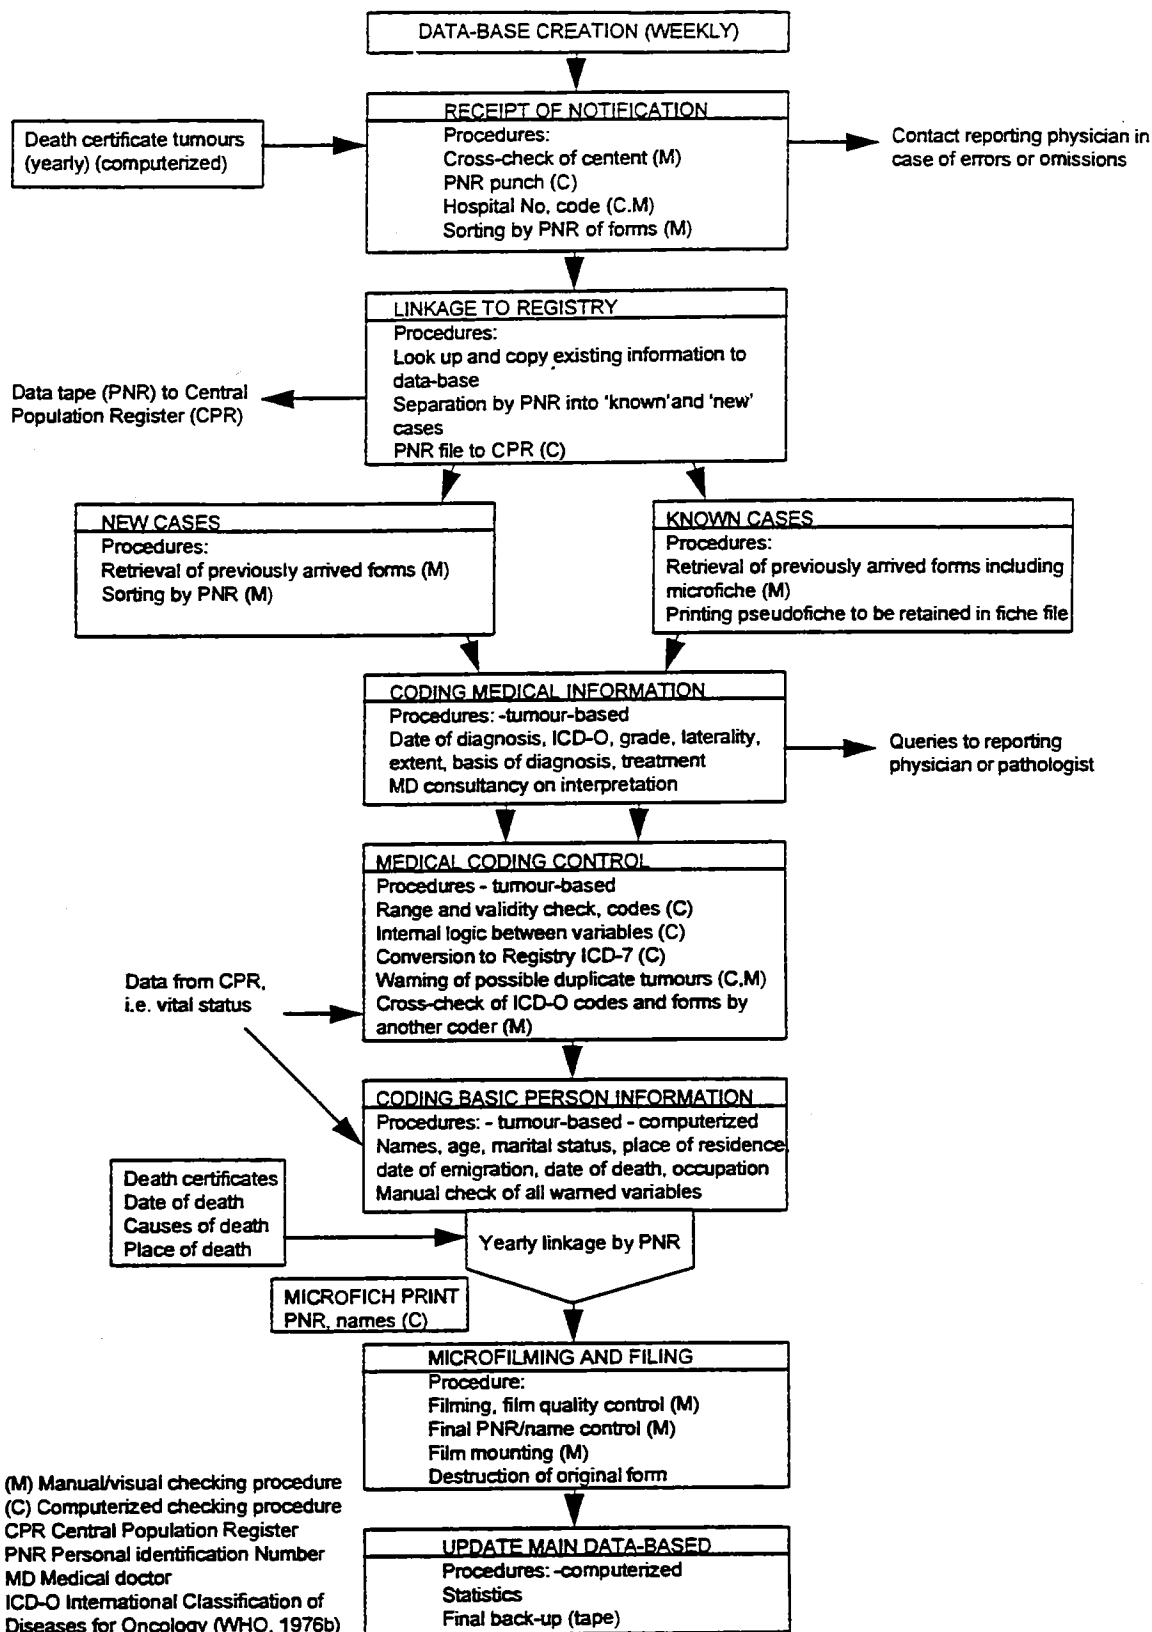 DATA-BASE CREATION (WEEKLY)
RECEIPT OF NOTIFICATION
Procedures:
Cross-check of centent (M)
PNR punch (C)
Hospital No, code (C.M)
Sorting by PNR of forms (M)
Death certificate tumours
(yearly) (computerized)
Contact reporting physician in
case of errors or omissions
LINKAGE TO REGISTRY
Procedures:
Look up and copy existing information to
data-base
Separation by PNR into 'known'and 'new'
cases
PNR file to CPR (C)
Data tape (PNR) to Central
Population Register (CPR)
NEW CASES
Procedures:
Retrieval of previously arrived forms (M)
Sorting by PNR (M)
KNOWN CASES
Procedures:
Retrieval of previously arrived forms including
microfiche (M)
Printing pseudofiche to be retained in fiche file
CODING MEDICAL INFORMATION
Procedures: -tumour-based
Date of diagnosis, ICD-O, grade, laterality,
extent, basis of diagnosis, treatment
MD consultancy on interpretation
Queries to reporting
physician or pathologist
MEDICAL CODING CONTROL
Procedures - tumour-based
Range and validity check, codes (C)
Internal logic between variables (C)
Conversion to Registry ICD-7 (C)
Warning of possible duplicate tumours (C,M)
Cross-check of ICD-O codes and forms by
another coder (M)
Data from CPR,
i.e. vital status
CODING BASIC PERSON INFORMATION
Procedures: - tumour-based - computerized
Names, age, marital status, place of residence
date of emigration, date of death, occupation
Manual check of all warned variables
Death certificates
Date of death
Causes of death
Place of death
Yearly linkage by PNR
MICROFICH PRINT
PNR, names (C)
MICROFILMING AND FILING
Procedure:
Filming, film quality control (M)
Final PNR/name control (M)
Film mounting (M)
Destruction of original form
UPDATE MAIN DATA-BASED
Procedures: -computerized
Statistics
Final back-up (tape)
(M) Manual/visual checking procedure
(C) Computerized checking procedure
CPR Central Population Register
PNR Personal identification Number
MD Medical doctor
ICD-O International Classification of
Diseases for Oncology (WHO, 1976b)